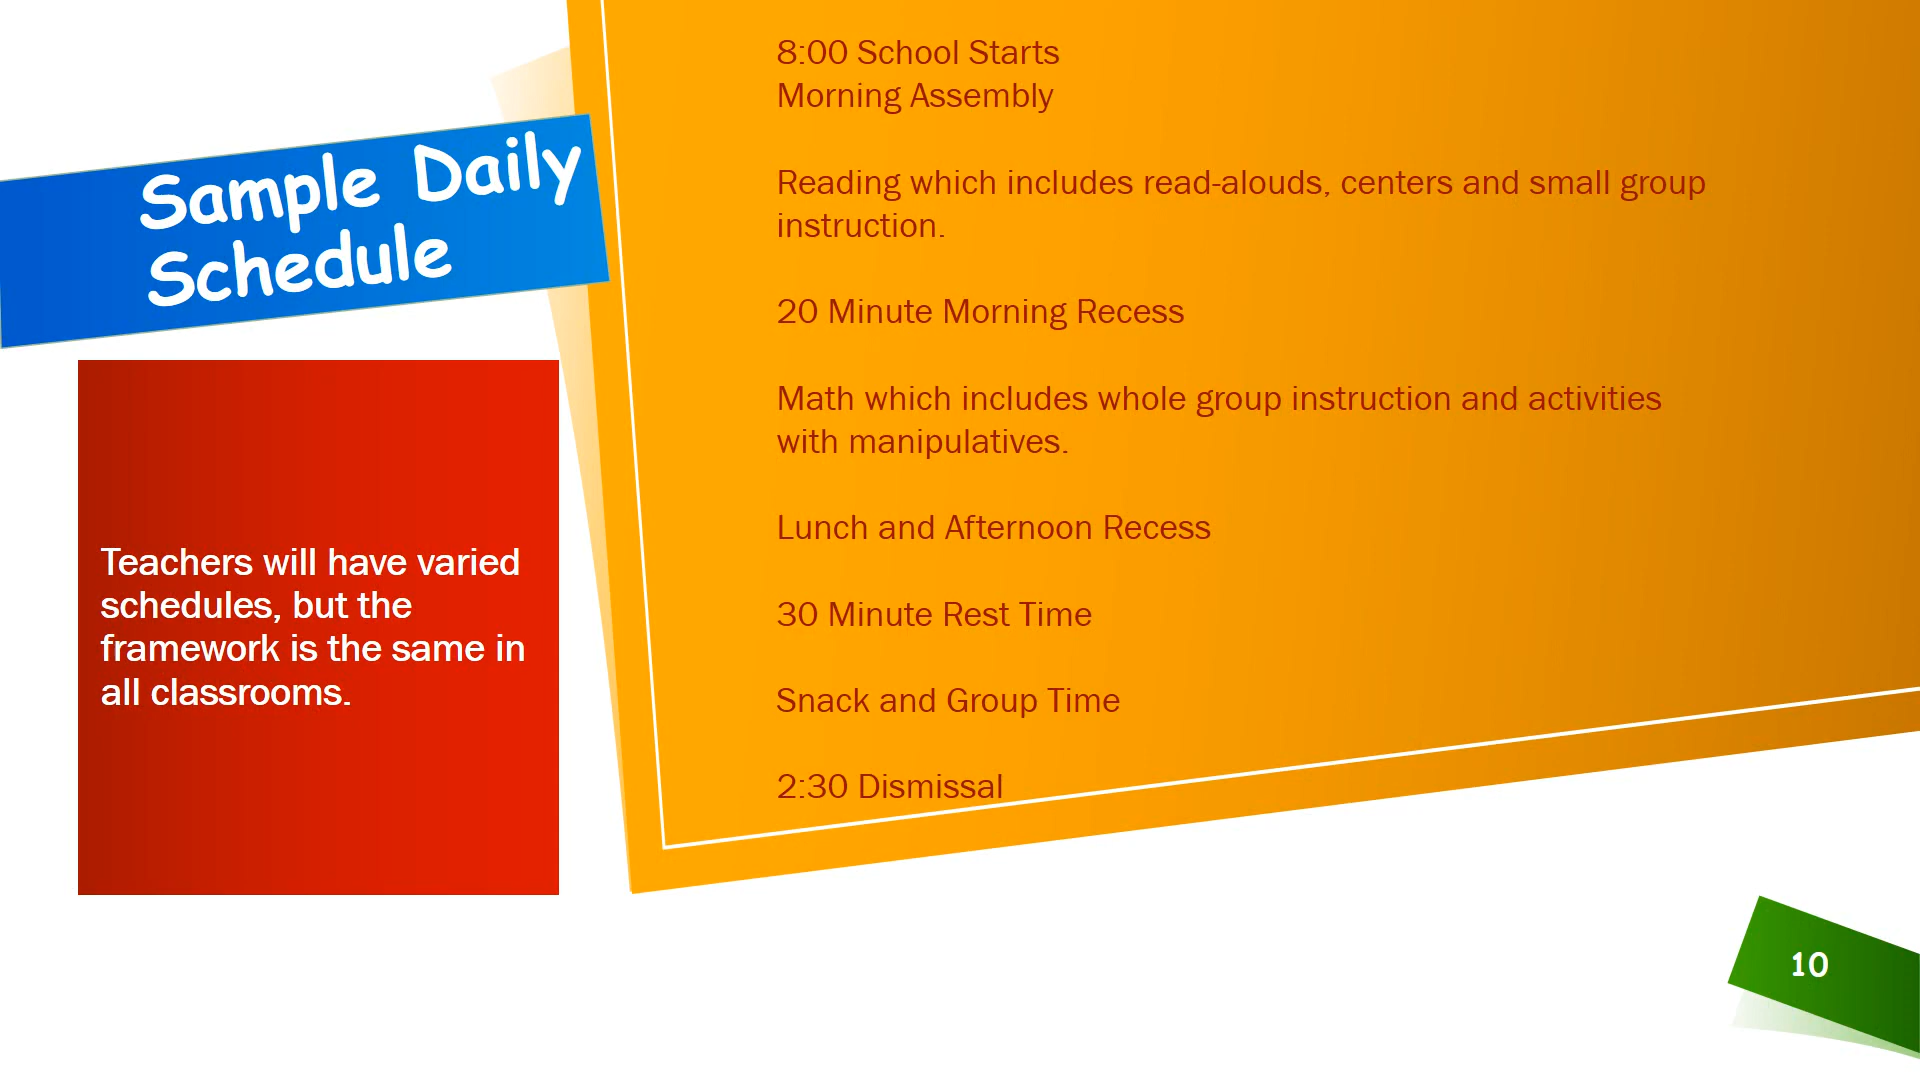 Sample Daily
Schedule
Teachers will have varied
schedules, but the
framework is the same in
all classrooms.
8:00 School Starts
Morning Assembly
Reading which includes read-alouds, centers and small group
instruction.
20 Minute Morning Recess
Math which includes whole group instruction and activities
with manipulatives.
Lunch and Afternoon Recess
30 Minute Rest Time
Snack and Group Time
2:30 Dismissal
10